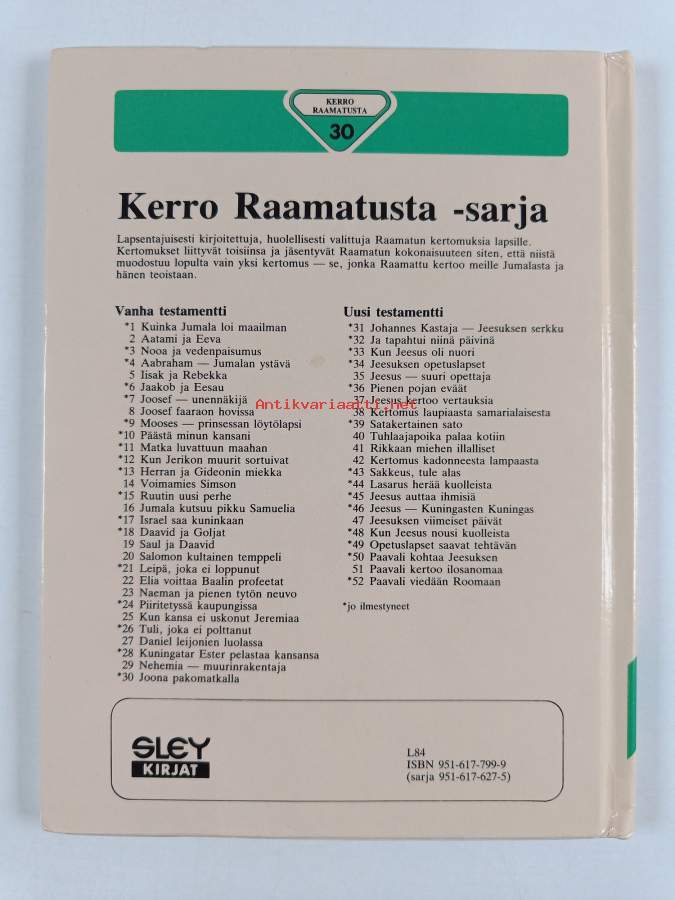 KERRO
RAAMATUSTA
30
Kerro Raamatusta -sarja
Lapsentajuisesti kirjoitettuja, huolellisesti valittuja Raamatun kertomuksia lapsille.
Kertomukset liittyvät toisiinsa ja jäsentyvät Raamatun kokonaisuuteen siten, että niistä
muodostuu lopulta vain yksi kertomus — se, jonka Raamattu kertoo meille Jumalasta ja
hänen teoistaan.
Vanha testamentti
*1 Kuinka Jumala loi maailman
2 Aatami ja Eeva
*3 Nooa ja vedenpaisumus
*4 Aabraham — Jumalan ystävä
5 Iisak ja Rebekka
*6 Jaakob ja Eesau
*7 Joosef — unennäkijä
8 Joosef faaraon hovissa
*9 Mooses — prinsessan löytölapsi
*10 Päästä minun kansani
*11 Matka luvattuun maahan
*12 Kun Jerikon muurit sortuivat
*13 Herran ja Gideonin miekka
14 Voimamies Simson
*15 Ruutin uusi perhe
16 Jumala kutsuu pikku Samuelia
*17 Israel saa kuninkaan
*18 Daavid ja Goljat
19 Saul ja Daavid
20 Salomon kultainen temppeli
*21 Leipä, joka ei loppunut
22 Elia voittaa Baalin profeetat
23 Naeman ja pienen tytön neuvo
*24 Piiritetyssä kaupungissa
25 Kun kansa ei uskonut Jeremiaa
*26 Tuli, joka ei polttanut
27 Daniel leijonien luolassa
*28 Kuningatar Ester pelastaa kansansa
29 Nehemia — muurinrakentaja
*30 Joona pakomatkalla
Uusi testamentti
*31 Johannes Kastaja — Jeesuksen serkku
*32 Ja tapahtui niinä päivinä
*33 Kun Jeesus oli nuori
*34 Jeesuksen opetuslapset
35 Jeesus — suuri opettaja
*36 Pienen pojan eväät
37 Jeesus kertoo vertauksia
38 Kertomus laupiaasta samarialaisesta
*39 Satakertainen sato
40 Tuhlaajapoika palaa kotiin
41 Rikkaan miehen illalliset
42 Kertomus kadonneesta lampaasta
*43 Sakkeus, tule alas
*44 Lasarus herää kuolleista
*45 Jeesus auttaa ihmisiä
*46 Jeesus — Kuningasten Kuningas
47 Jeesuksen viimeiset päivät
*48 Kun Jeesus nousi kuolleista
*49 Opetuslapset saavat tehtävän
*50 Paavali kohtaa Jeesuksen
51 Paavali kertoo ilosanomaa
*52 Paavali viedään Roomaan
*jo ilmestyneet
Antikvariaatti.net
SLEY
KIRJAT
L84
ISBN 951-617-799-9
(sarja 951-617-627-5)